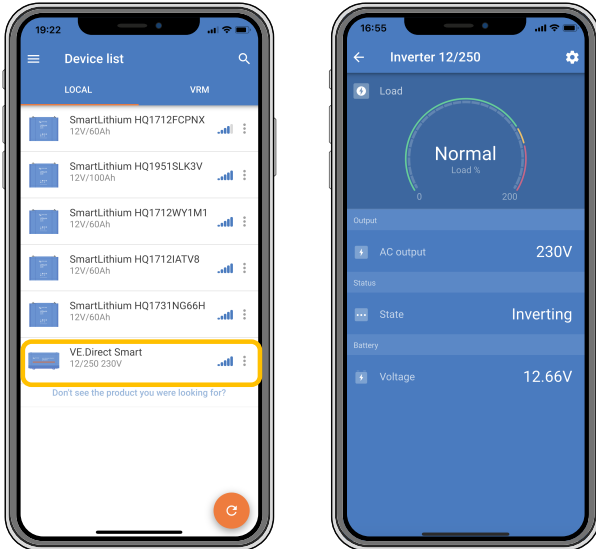 19:22
Device list
LOCAL VRM
SmartLithium HQ1712FCPNX
12V/60Ah
SmartLithium HQ1951SLK3V
12V/100Ah
SmartLithium HQ1712WY1M1
12V/60Ah
SmartLithium HQ1712IATV8
12V/60Ah
SmartLithium HQ1731NG66H
12V/60Ah
VE.Direct Smart
12/250 230V
Don't see the product you were looking for?
16:55
Inverter 12/250
Load
Normal
Load %
0 200
Output
AC output 230V
Status
State Inverting
Battery
Voltage 12.66V